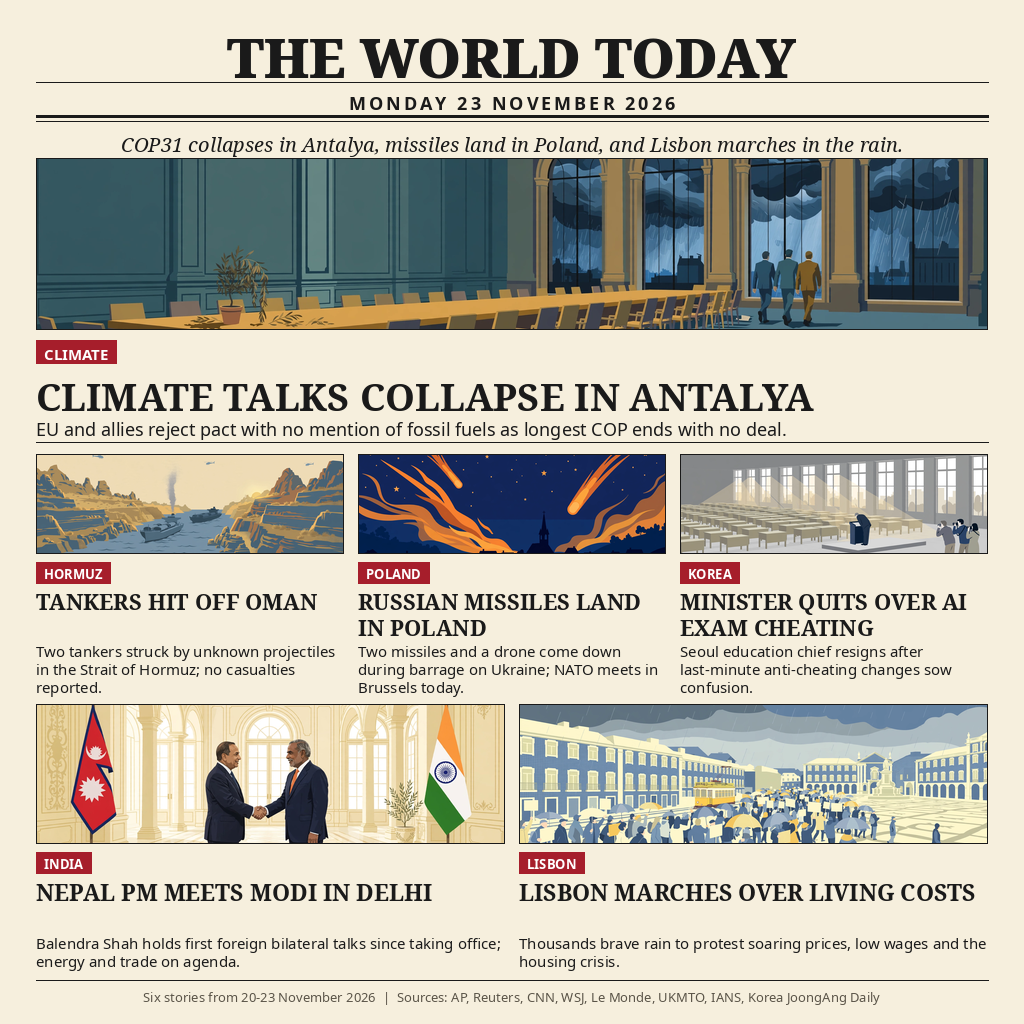 THE WORLD TODAY
MONDAY 23 NOVEMBER 2026
COP31 collapses in Antalya, missiles land in Poland, and Lisbon marches in the rain.
CLIMATE
CLIMATE TALKS COLLAPSE IN ANTALYA
EU and allies reject pact with no mention of fossil fuels as longest COP ends with no deal.
HORMUZ
TANKERS HIT OFF OMAN
Two tankers struck by unknown projectiles
in the Strait of Hormuz; no casualties
reported.
POLAND
RUSSIAN MISSILES LAND
IN POLAND
Two missiles and a drone come down
during barrage on Ukraine; NATO meets in
Brussels today.
KOREA
MINISTER QUITS OVER AI
EXAM CHEATING
Seoul education chief resigns after
last-minute anti-cheating changes sow
confusion.
INDIA
NEPAL PM MEETS MODI IN DELHI
Balendra Shah holds first foreign bilateral talks since taking office;
energy and trade on agenda.
LISBON
LISBON MARCHES OVER LIVING COSTS
Thousands brave rain to protest soaring prices, low wages and the
housing crisis.
Six stories from 20-23 November 2026 | Sources: AP, Reuters, CNN, WSJ, Le Monde, UKMTO, IANS, Korea JoongAng Daily